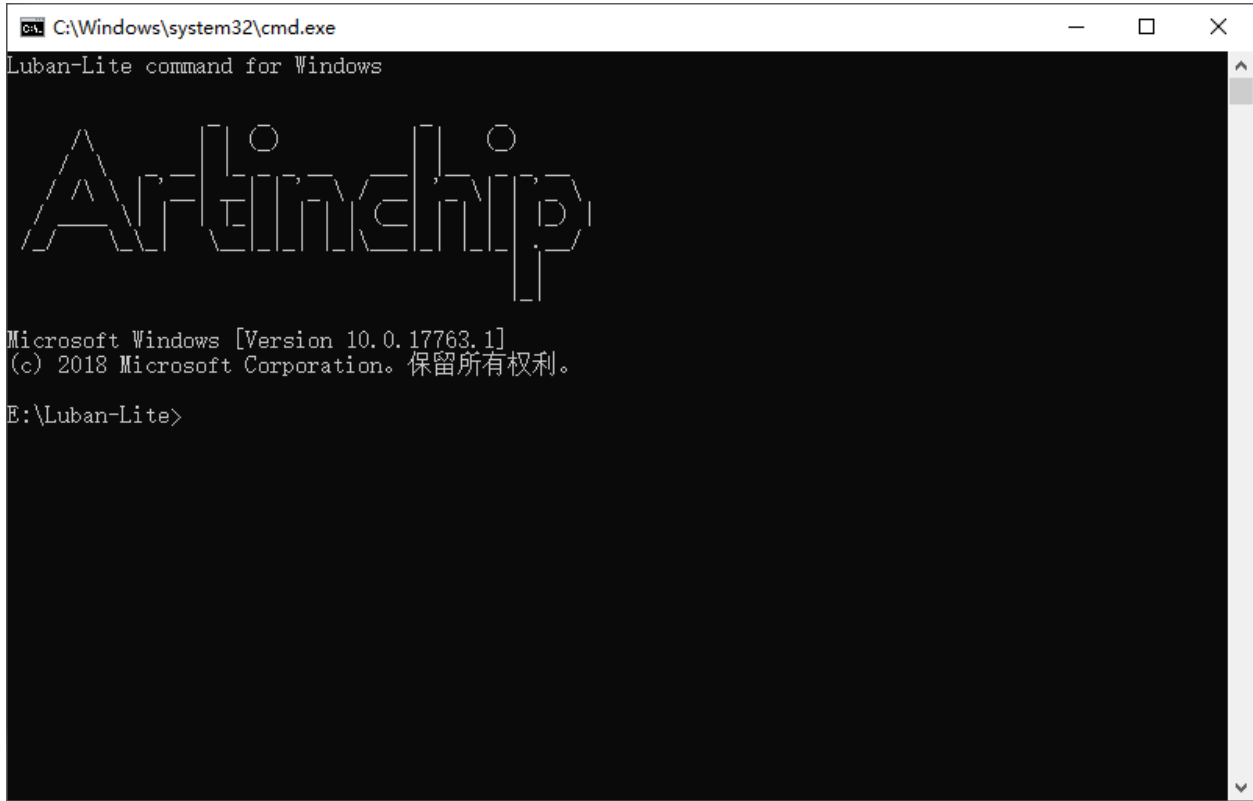 C:\Windows\system32\cmd.exe
Luban-Lite command for Windows
Artinchip
Microsoft Windows [Version 10.0.17763.1]
(c) 2018 Microsoft Corporation。保留所有权利。
E:\Luban-Lite>